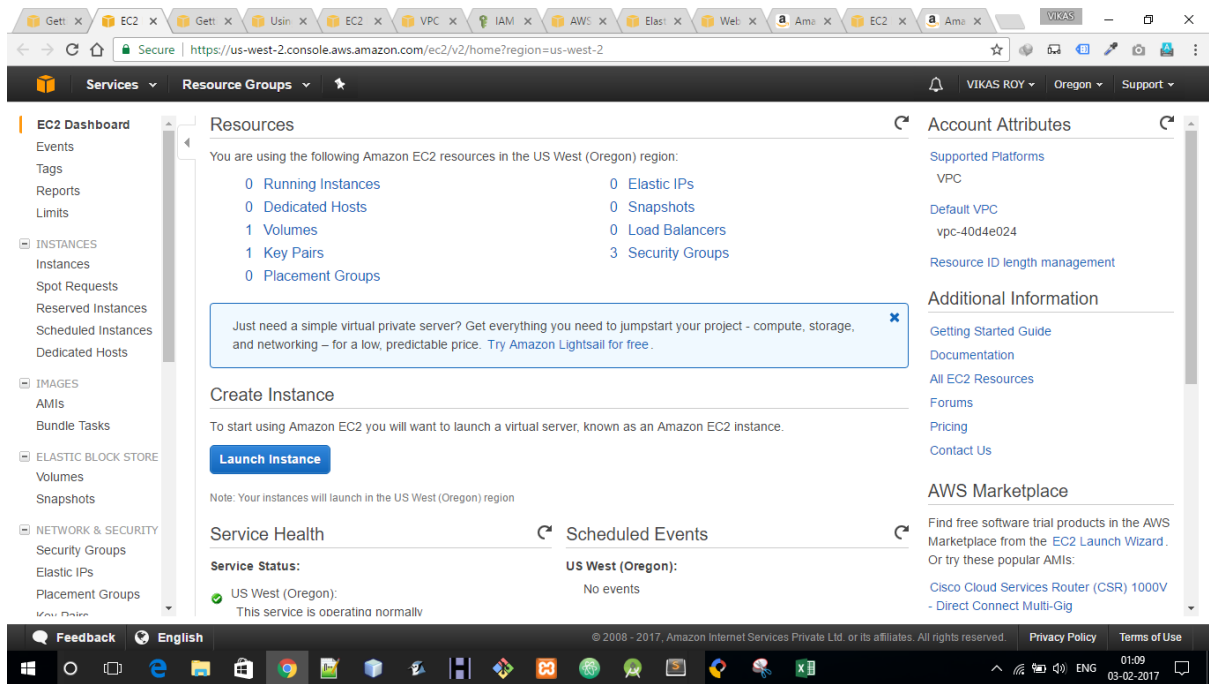 Gett
EC2
Gett
Usin
EC2
VPC
IAM
AWS
Elast
Web
Ama
EC2
Ama
VIKAS
Secure https://us-west-2.console.aws.amazon.com/ec2/v2/home?region=us-west-2
Services Resource Groups VIKAS ROY Oregon Support
EC2 Dashboard
Events
Tags
Reports
Limits
INSTANCES
Instances
Spot Requests
Reserved Instances
Scheduled Instances
Dedicated Hosts
IMAGES
AMIs
Bundle Tasks
ELASTIC BLOCK STORE
Volumes
Snapshots
NETWORK & SECURITY
Security Groups
Elastic IPs
Placement Groups
Key Pairs
Resources
You are using the following Amazon EC2 resources in the US West (Oregon) region:
0 Running Instances
0 Elastic IPs
0 Dedicated Hosts
0 Snapshots
1 Volumes
0 Load Balancers
1 Key Pairs
3 Security Groups
0 Placement Groups
Just need a simple virtual private server? Get everything you need to jumpstart your project - compute, storage,
and networking – for a low, predictable price. Try Amazon Lightsail for free.
Create Instance
To start using Amazon EC2 you will want to launch a virtual server, known as an Amazon EC2 instance.
Launch Instance
Note: Your instances will launch in the US West (Oregon) region
Service Health
Service Status:
US West (Oregon):
This service is operating normally
Scheduled Events
US West (Oregon):
No events
Account Attributes
Supported Platforms
VPC
Default VPC
vpc-40d4e024
Resource ID length management
Additional Information
Getting Started Guide
Documentation
All EC2 Resources
Forums
Pricing
Contact Us
AWS Marketplace
Find free software trial products in the AWS
Marketplace from the EC2 Launch Wizard.
Or try these popular AMIs:
Cisco Cloud Services Router (CSR) 1000V
- Direct Connect Multi-Gig
Feedback English © 2008 - 2017, Amazon Internet Services Private Ltd. or its affiliates. All rights reserved. Privacy Policy Terms of Use
ENG
01:09
03-02-2017